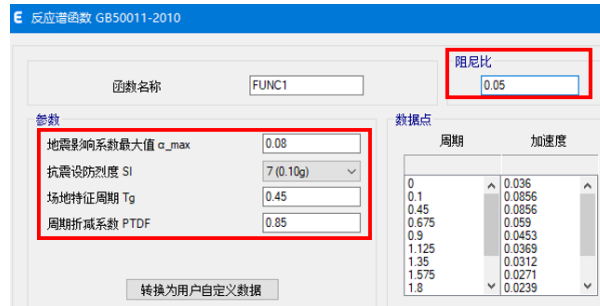 E 反应谱函数 GB50011-2010
阻尼比
函数名称 FUNC1 0.05
参数
数据点
地震影响系数最大值 α_max 0.08
周期 加速度
抗震设防烈度 SI 7 (0.10g)
场地特征周期 Tg 0.45
周期折减系数 PTDF 0.85
0 0.036
0.1 0.0856
0.45 0.0856
0.675 0.059
0.9 0.0453
1.125 0.0369
1.35 0.0312
1.575 0.0271
1.8 0.0239
转换为用户自定义数据